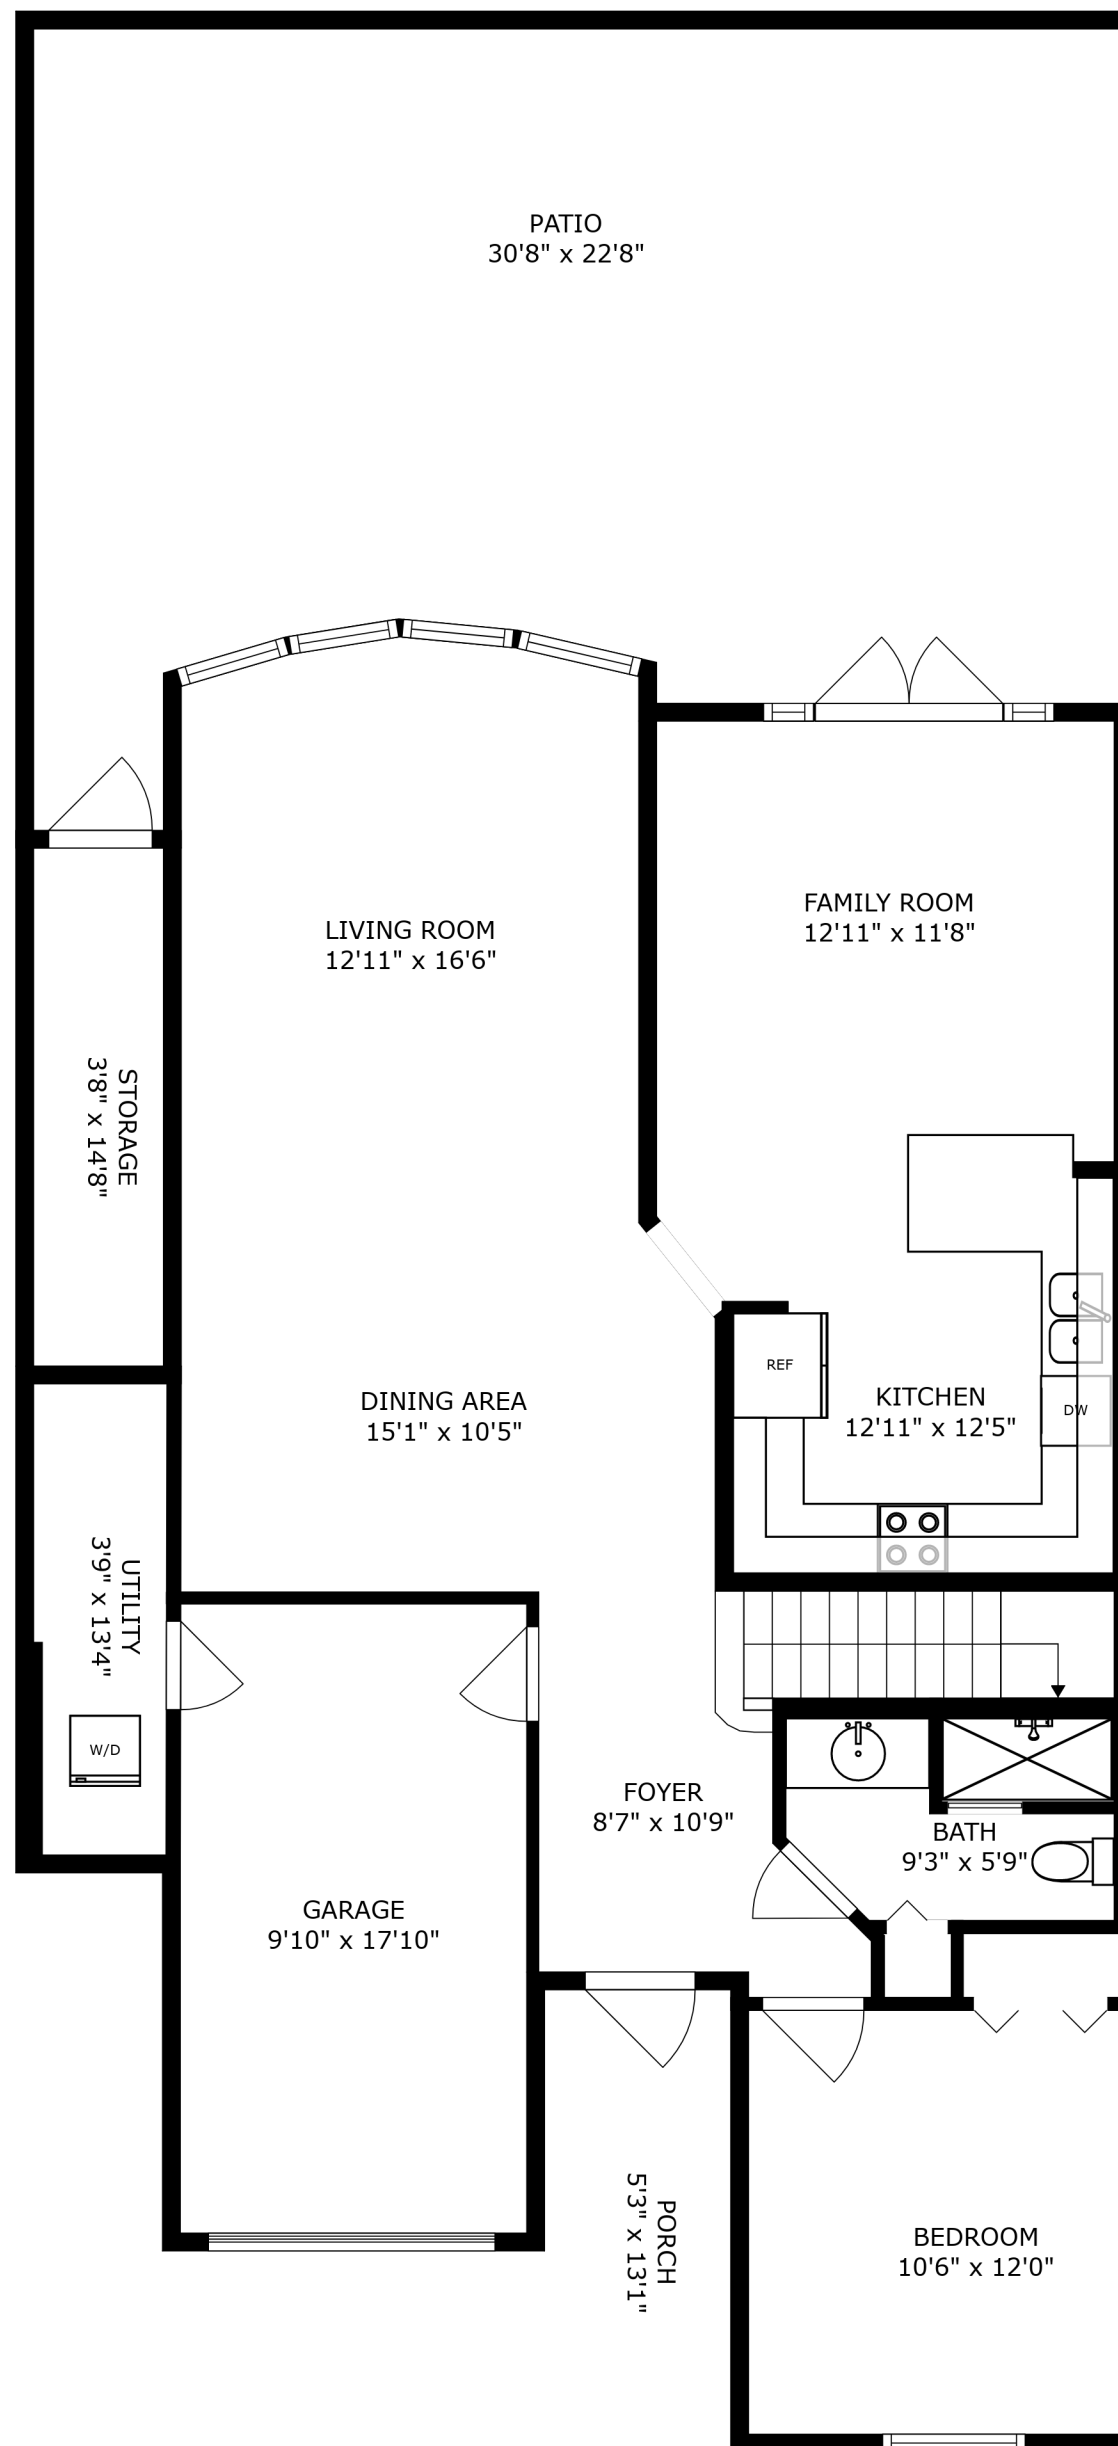 PATIO
30'8" x 22'8"
LIVING ROOM
12'11" x 16'6"
FAMILY ROOM
12'11" x 11'8"
STORAGE
3'8" x 14'8"
DINING AREA
15'1" x 10'5"
REF
KITCHEN
12'11" x 12'5"
DW
UTILITY
3'9" x 13'4"
W/D
FOYER
8'7" x 10'9"
BATH
9'3" x 5'9"
GARAGE
9'10" x 17'10"
PORCH
5'3" x 13'1"
BEDROOM
10'6" x 12'0"